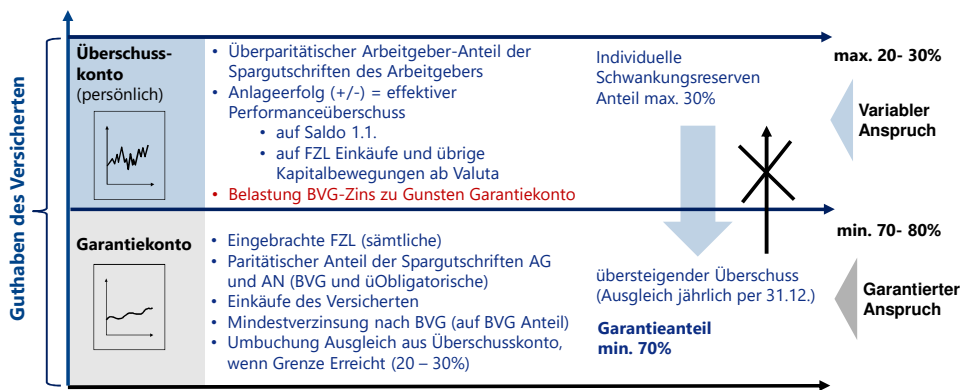 Guthaben des Versicherten
Überschuss-
konto
(persönlich)
• Überparitätischer Arbeitgeber-Anteil der
Spargutschriften des Arbeitgebers
• Anlageerfolg (+/-) = effektiver
Performanceüberschuss
• auf Saldo 1.1.
• auf FZL Einkäufe und übrige
Kapitalbewegungen ab Valuta
• Belastung BVG-Zins zu Gunsten Garantiekonto
Individuelle
Schwankungsreserven
Anteil max. 30%
max. 20- 30%
Variabler
Anspruch
Garantiekonto
• Eingebrachte FZL (sämtliche)
• Paritätischer Anteil der Spargutschriften AG
und AN (BVG und üObligatorische)
• Einkäufe des Versicherten
• Mindestverzinsung nach BVG (auf BVG Anteil)
• Umbuchung Ausgleich aus Überschusskonto,
wenn Grenze Erreicht (20 – 30%)
übersteigender Überschuss
(Ausgleich jährlich per 31.12.)
Garantieanteil
min. 70%
min. 70- 80%
Garantierter
Anspruch